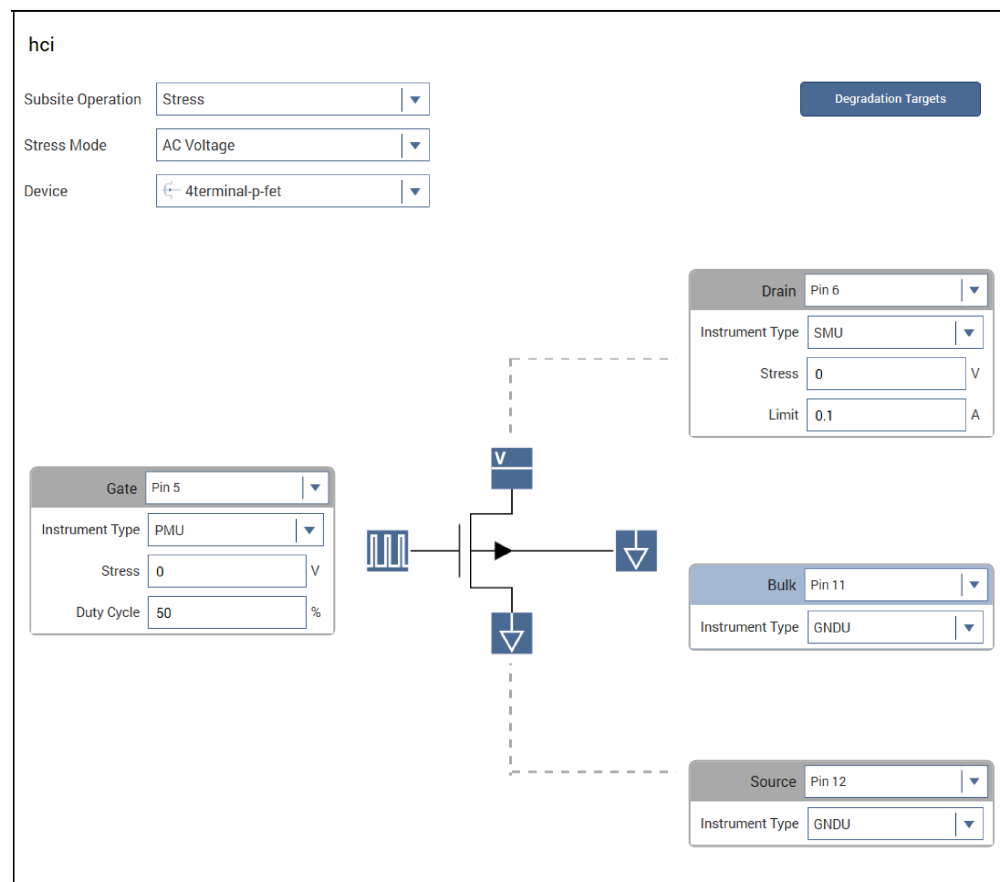 hci
Subsite Operation Stress
Degradation Targets
Stress Mode AC Voltage
Device 4terminal-p-fet
Drain Pin 6
Instrument Type SMU
Stress 0 V
Limit 0.1 A
V
Gate Pin 5
Instrument Type PMU
Stress 0 V
Duty Cycle 50 %
Bulk Pin 11
Instrument Type GNDU
Source Pin 12
Instrument Type GNDU